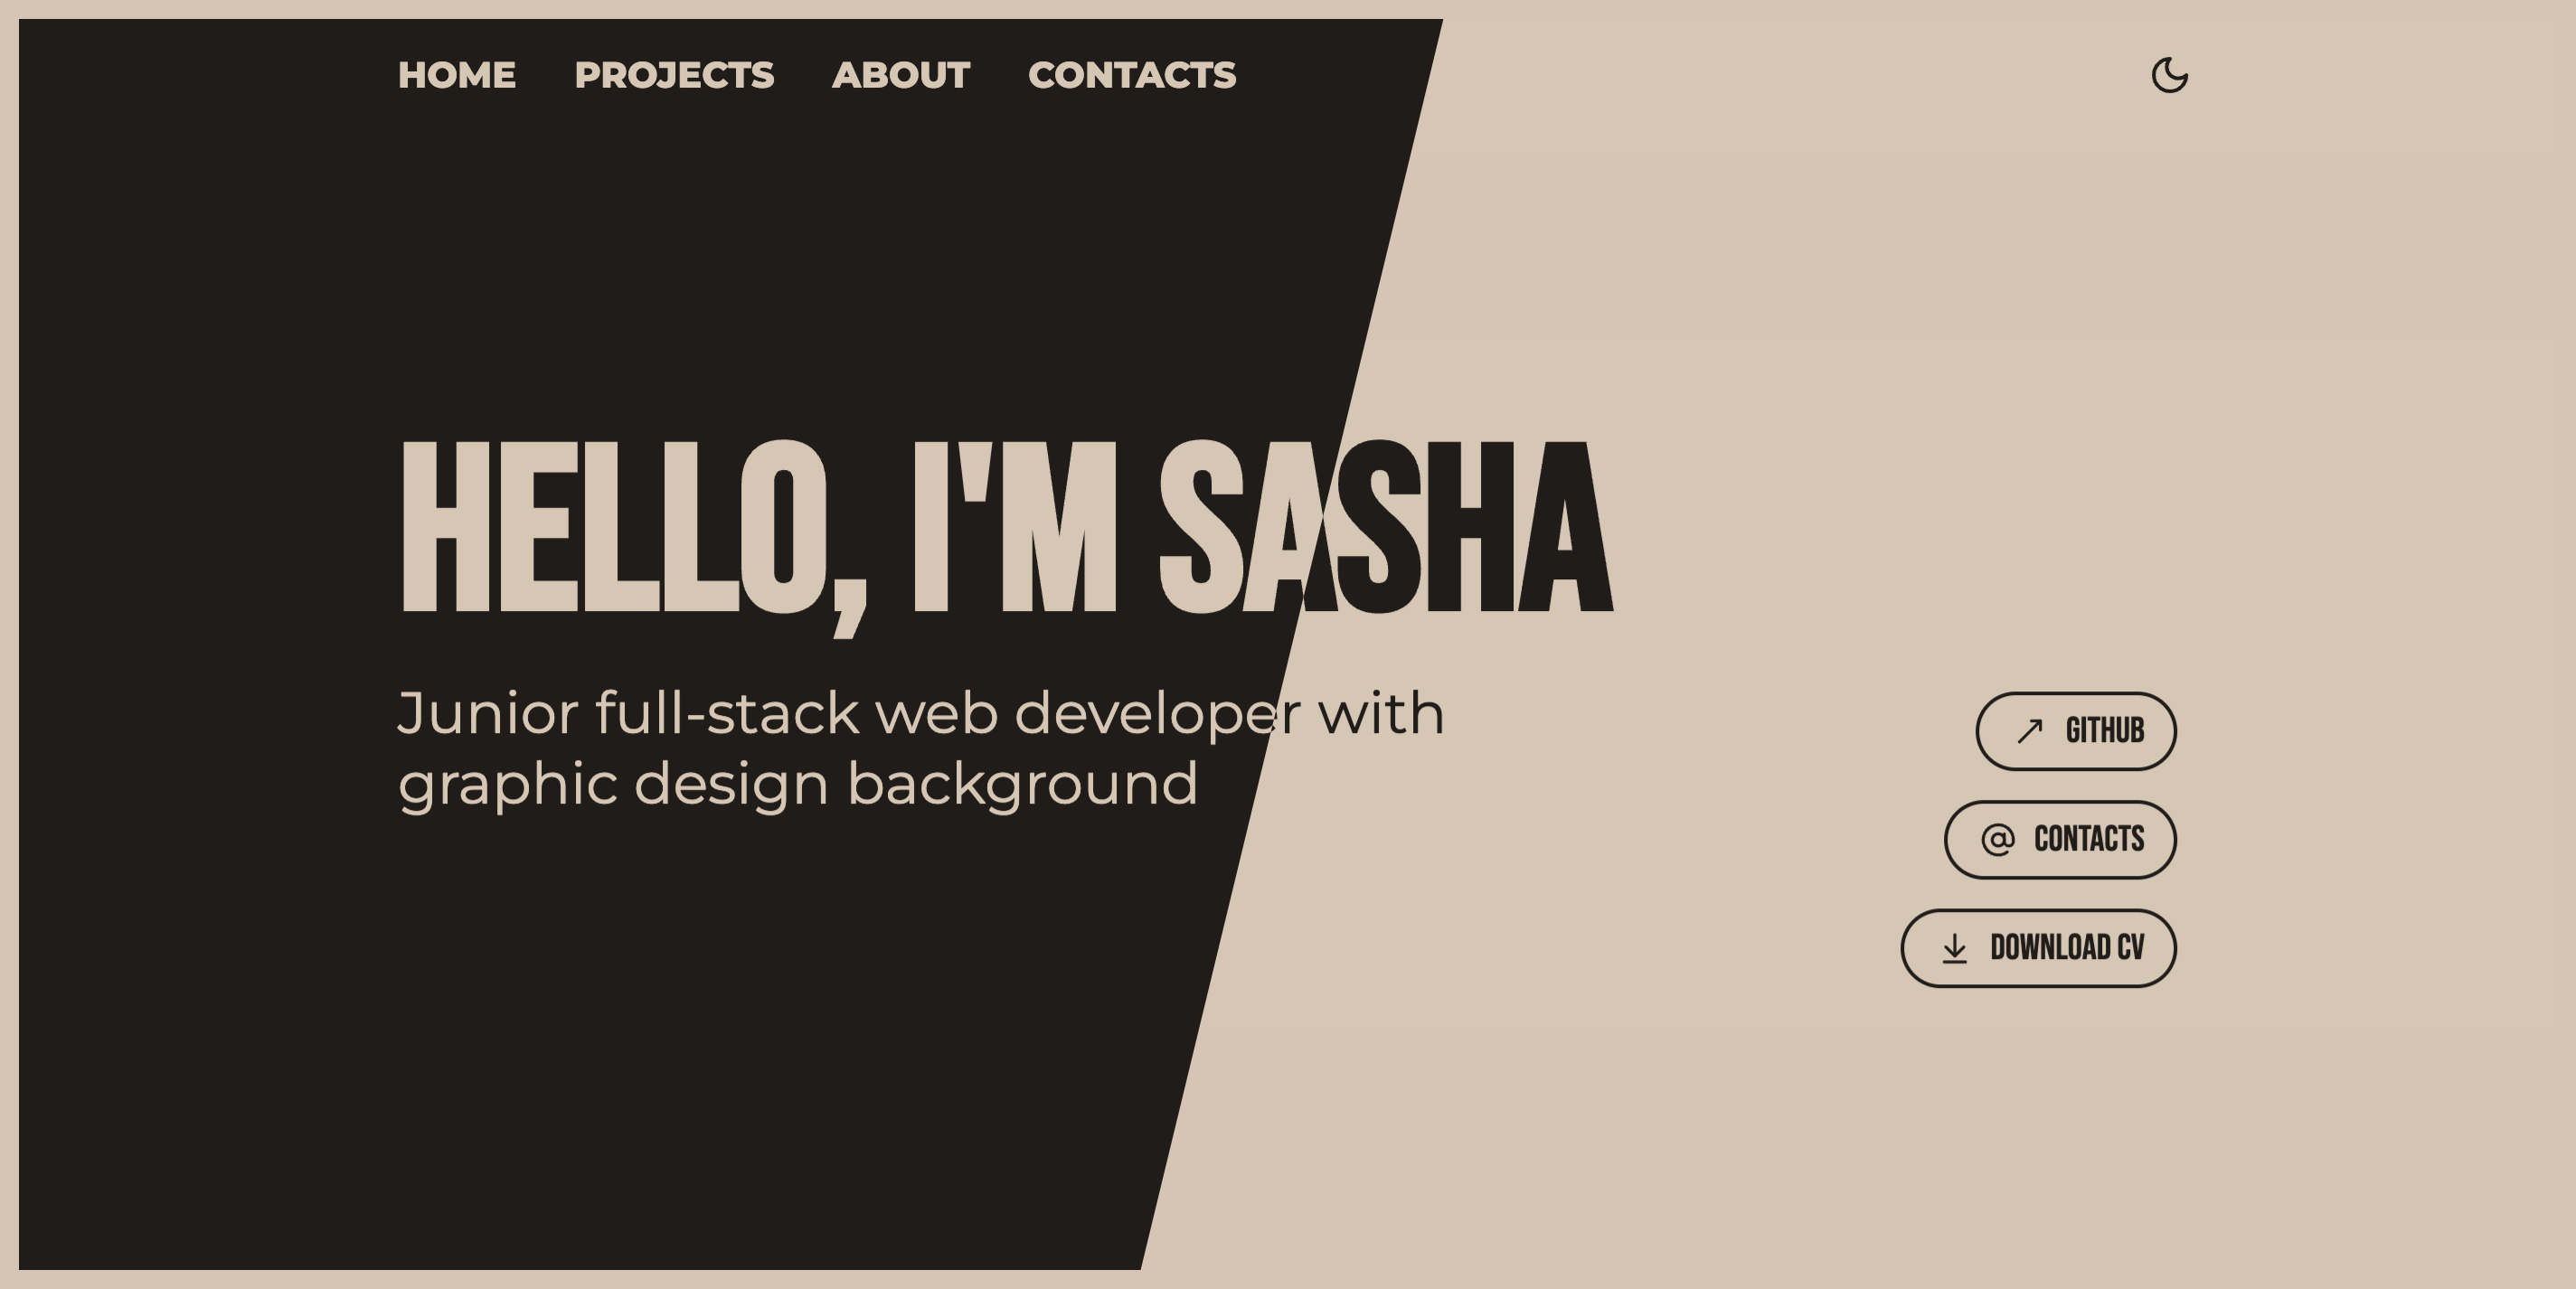 HOME PROJECTS ABOUT CONTACTS
HELLO, I'M SASHA
Junior full-stack web developer with
graphic design background
GITHUB
CONTACTS
DOWNLOAD CV